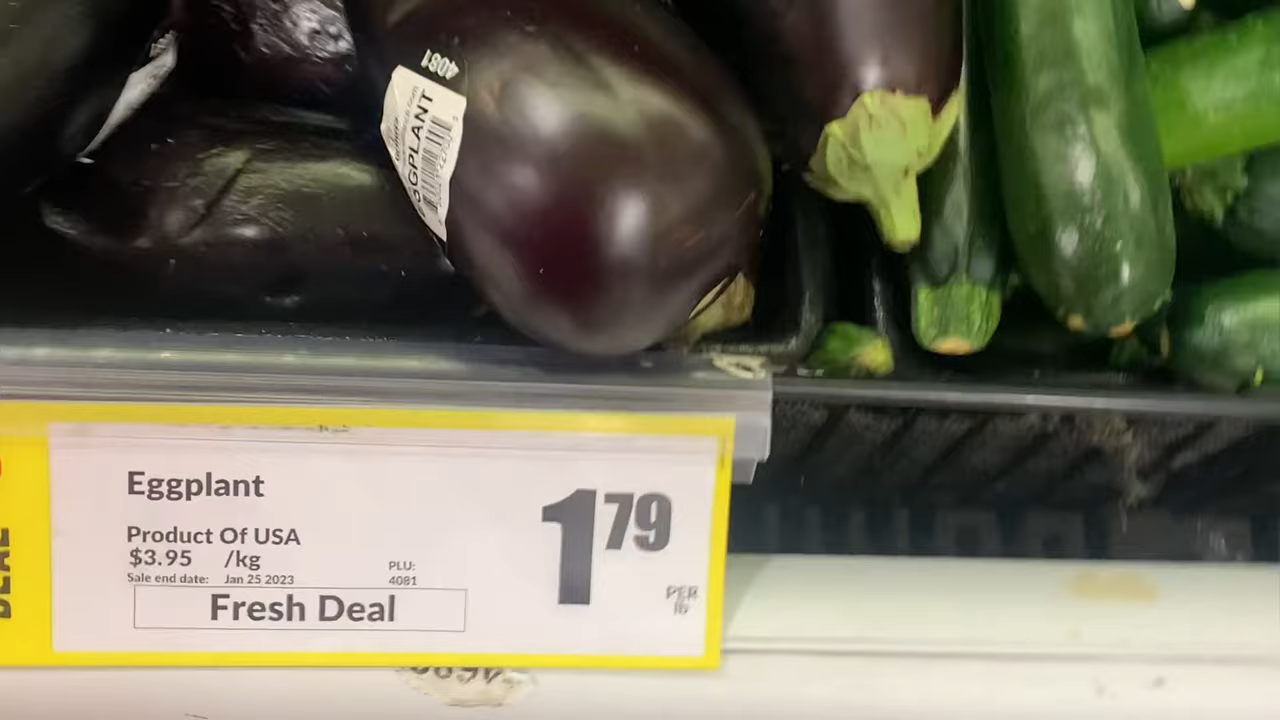 4081
GGPLANT
Eggplant
Product Of USA
$3.95 /kg
PLU:
Sale end date: Jan 25 2023
4081
Fresh Deal
179
PER
lb